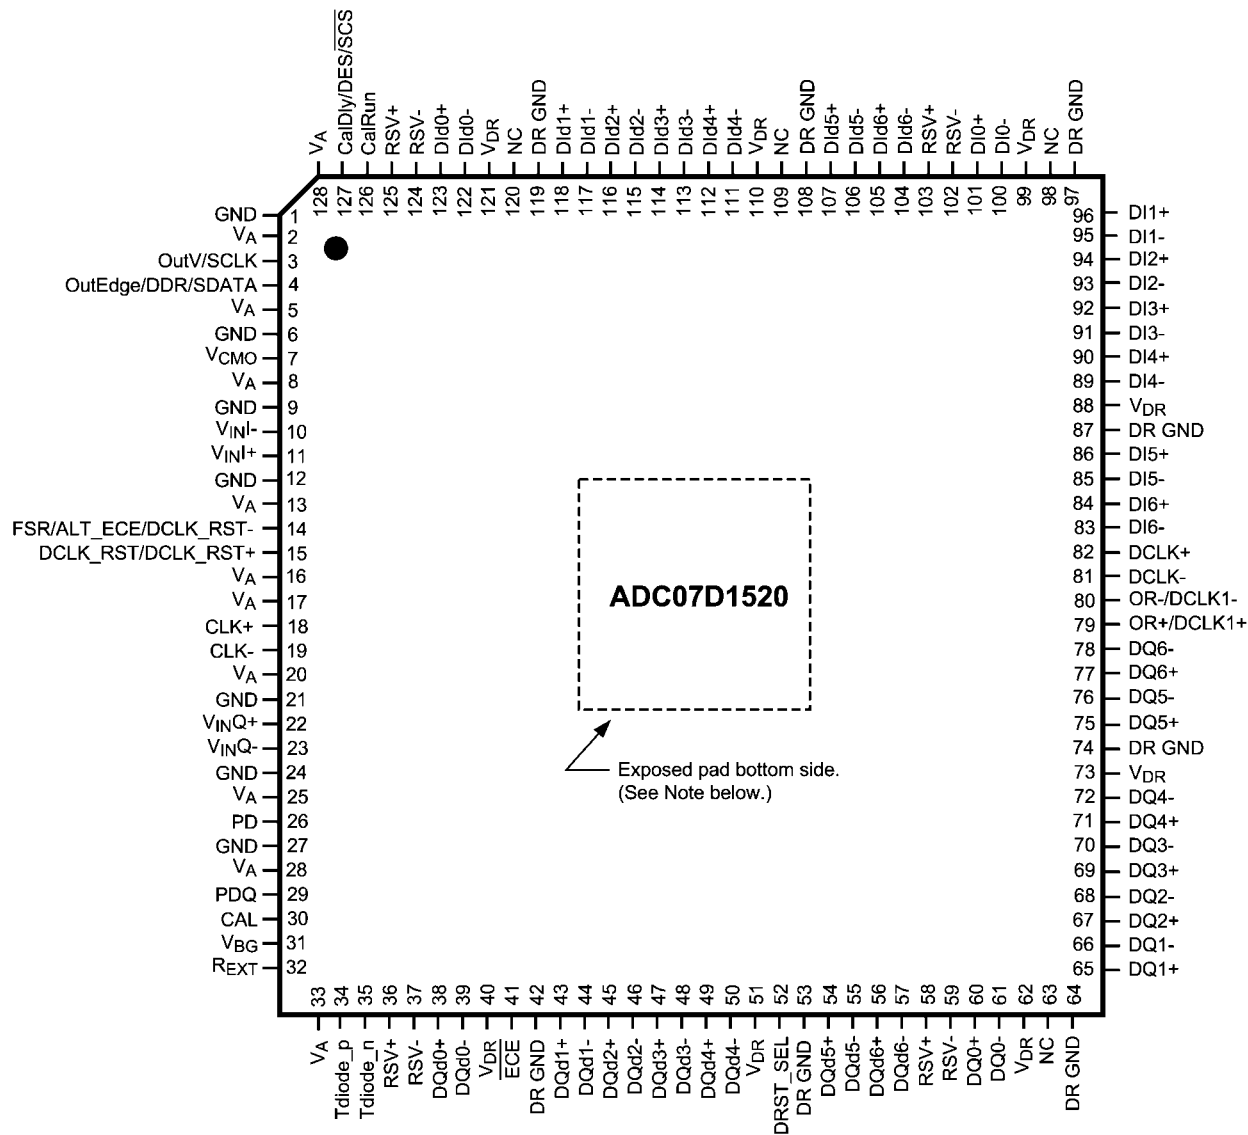 VA
CalDly/DES/SCS
CalRun
RSV+
RSV-
DId0+
DId0-
VDR
NC
DR GND
DId1+
DId1-
DId2+
DId2-
DId3+
DId3-
DId4+
DId4-
VDR
NC
DR GND
DId5+
DId5-
DId6+
DId6-
RSV+
RSV-
DI0+
DI0-
VDR
NC
DR GND
128
127
126
125
124
123
122
121
120
119
118
117
116
115
114
113
112
111
110
109
108
107
106
105
104
103
102
101
100
99
98
97
GND 1
VA 2
OutV/SCLK 3
OutEdge/DDR/SDATA 4
VA 5
GND 6
VCMO 7
VA 8
GND 9
VINI- 10
VINI+ 11
GND 12
VA 13
FSR/ALT_ECE/DCLK_RST- 14
DCLK_RST/DCLK_RST+ 15
VA 16
VA 17
CLK+ 18
CLK- 19
VA 20
GND 21
VINQ+ 22
VINQ- 23
GND 24
VA 25
PD 26
GND 27
VA 28
PDQ 29
CAL 30
VBG 31
REXT 32
ADC07D1520
Exposed pad bottom side.
(See Note below.)
96 DI1+
95 DI1-
94 DI2+
93 DI2-
92 DI3+
91 DI3-
90 DI4+
89 DI4-
88 VDR
87 DR GND
86 DI5+
85 DI5-
84 DI6+
83 DI6-
82 DCLK+
81 DCLK-
80 OR-/DCLK1-
79 OR+/DCLK1+
78 DQ6-
77 DQ6+
76 DQ5-
75 DQ5+
74 DR GND
73 VDR
72 DQ4-
71 DQ4+
70 DQ3-
69 DQ3+
68 DQ2-
67 DQ2+
66 DQ1-
65 DQ1+
33
34
35
36
37
38
39
40
41
42
43
44
45
46
47
48
49
50
51
52
53
54
55
56
57
58
59
60
61
62
63
64
VA
Tdiode_p
Tdiode_n
RSV+
RSV-
DQd0+
DQd0-
VDR
ECE
DR GND
DQd1+
DQd1-
DQd2+
DQd2-
DQd3+
DQd3-
DQd4+
DQd4-
VDR
DRST_SEL
DR GND
DQd5+
DQd5-
DQd6+
DQd6-
RSV+
RSV-
DQ0+
DQ0-
VDR
NC
DR GND